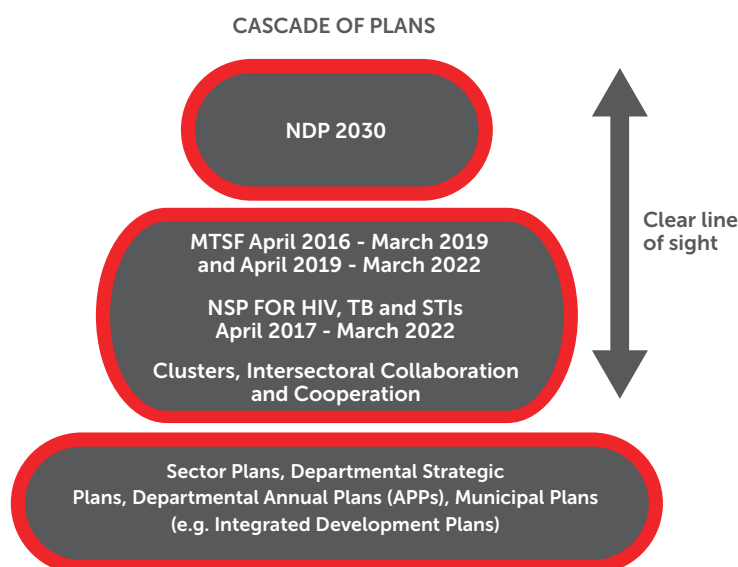 CASCADE OF PLANS
NDP 2030
MTSF April 2016 - March 2019
and April 2019 - March 2022
NSP FOR HIV, TB and STIs
April 2017 - March 2022
Clusters, Intersectoral Collaboration
and Cooperation
Clear line
of sight
Sector Plans, Departmental Strategic
Plans, Departmental Annual Plans (APPs), Municipal Plans
(e.g. Integrated Development Plans)